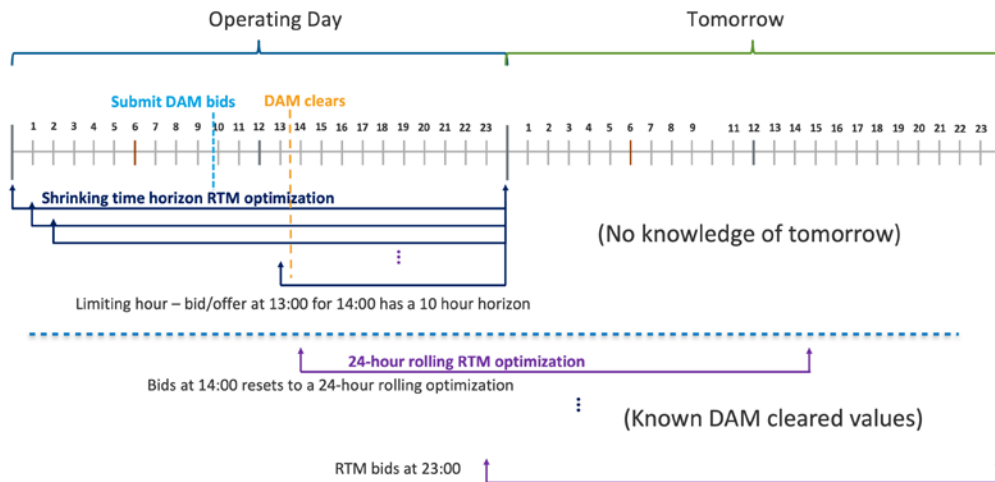 Operating Day Tomorrow
Submit DAM bids DAM clears
1 2 3 4 5 6 7 8 9 10 11 12 13 14 15 16 17 18 19 20 21 22 23 1 2 3 4 5 6 7 8 9 11 12 13 14 15 16 17 18 19 20 21 22 23
Shrinking time horizon RTM optimization
(No knowledge of tomorrow)
Limiting hour – bid/offer at 13:00 for 14:00 has a 10 hour horizon
24-hour rolling RTM optimization
Bids at 14:00 resets to a 24-hour rolling optimization
(Known DAM cleared values)
RTM bids at 23:00